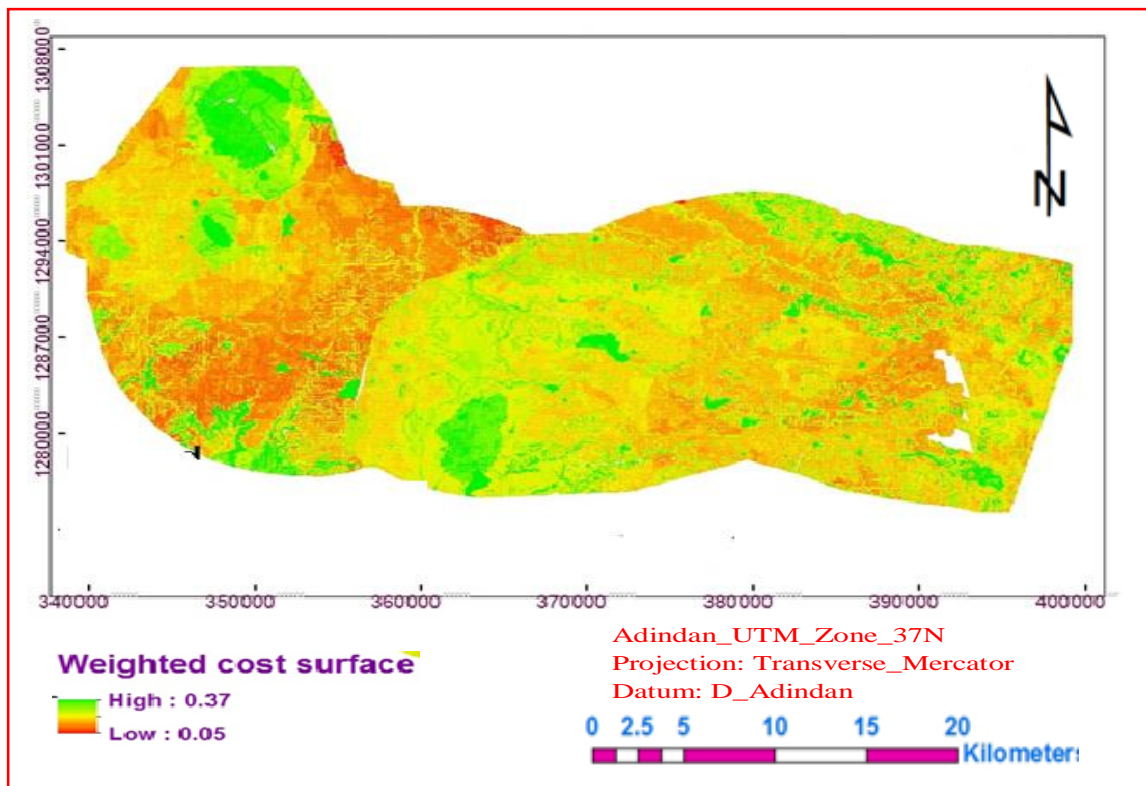 1308000
1301000
1294000
1287000
1280000
N
340000 350000 360000 370000 380000 390000 400000
Weighted cost surface
High : 0.37
Low : 0.05
Adindan_UTM_Zone_37N
Projection: Transverse_Mercator
Datum: D_Adindan
0 2.5 5 10 15 20
Kilometers